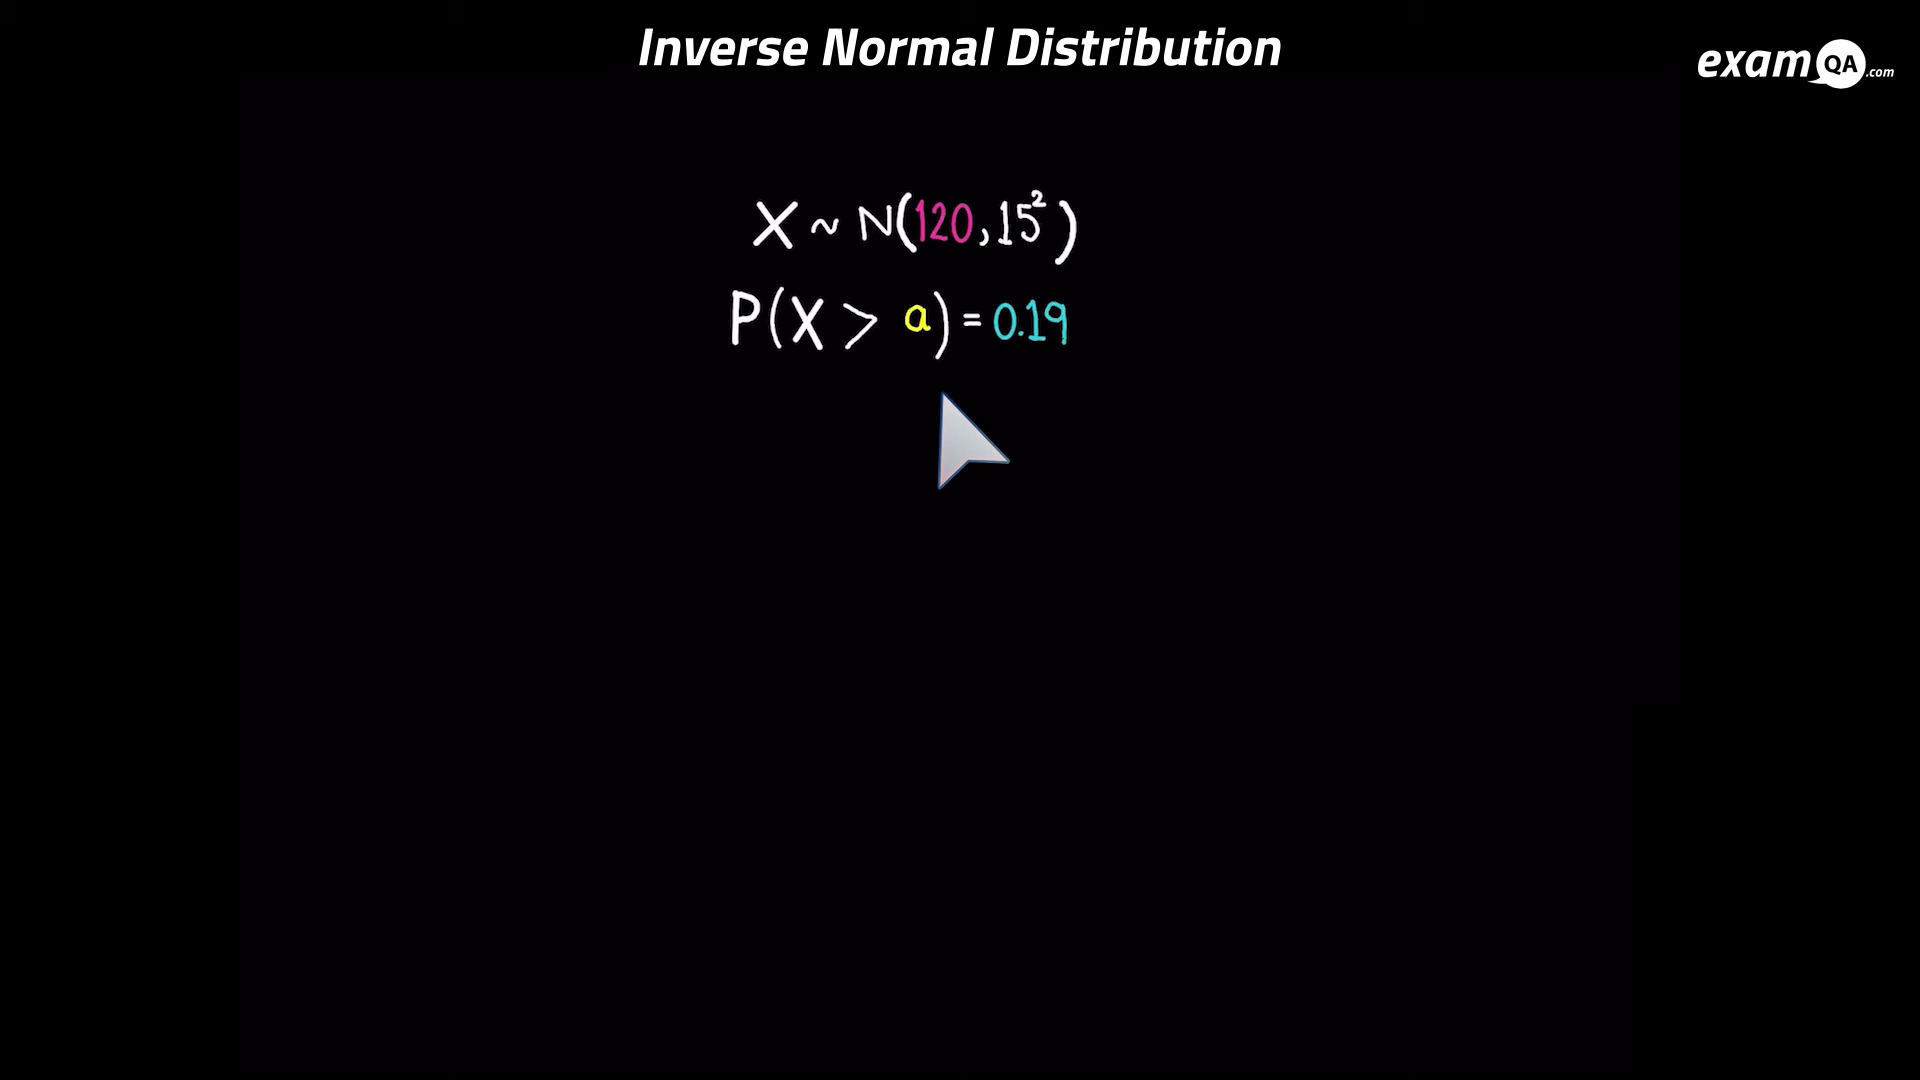 Inverse Normal Distribution
examQA.com
X ~ N(120, 15²)
P(X > a) = 0.19